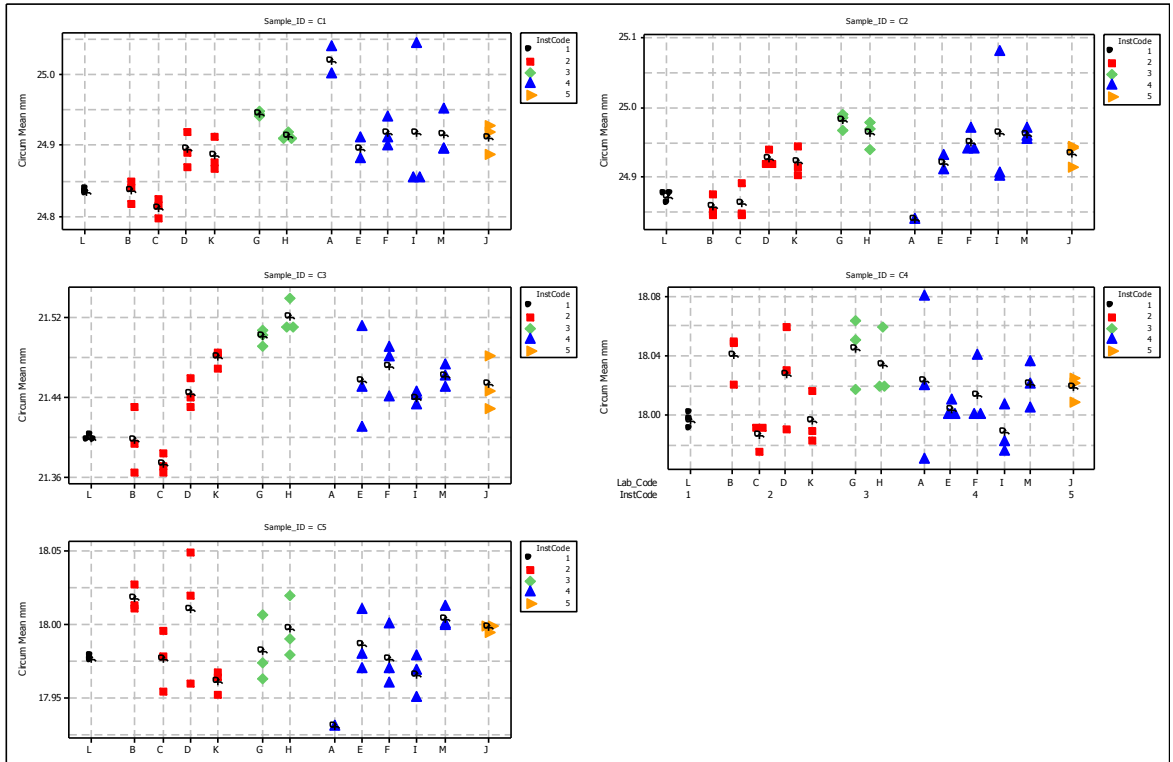 Sample_ID = C1
Circum Mean mm
25.0
24.9
24.8
L B C D K G H A E F I M J
InstCode
1
2
3
4
5
Sample_ID = C2
Circum Mean mm
25.1
25.0
24.9
L B C D K G H A E F I M J
InstCode
1
2
3
4
5
Sample_ID = C3
Circum Mean mm
21.52
21.44
21.36
L B C D K G H E F I M J
InstCode
1
2
3
4
5
Sample_ID = C4
Circum Mean mm
18.08
18.04
18.00
Lab_Code L B C D K G H A E F I M J
InstCode 1 2 3 4 5
InstCode
1
2
3
4
5
Sample_ID = C5
Circum Mean mm
18.05
18.00
17.95
L B C D K G H A E F I M J
InstCode
1
2
3
4
5